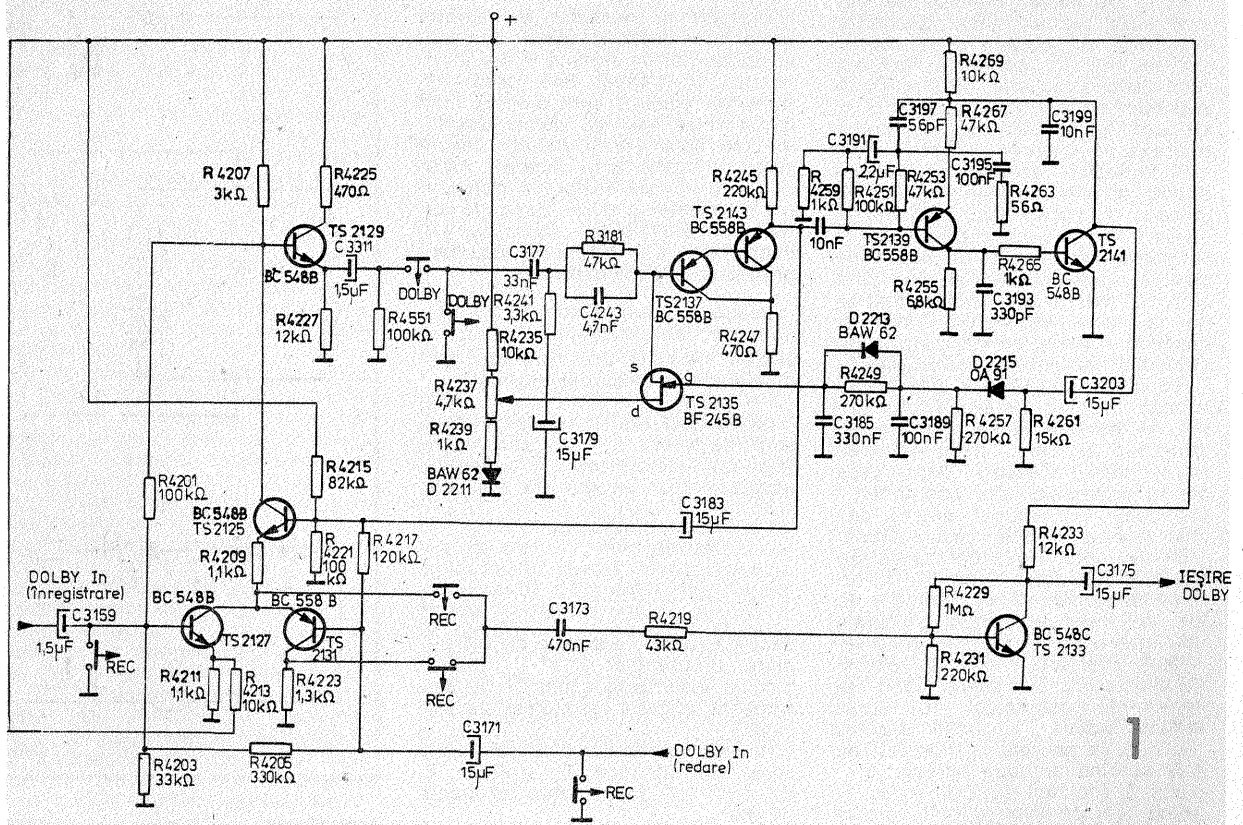 +
R4269
10kΩ
C3197
56pF
R4267
47kΩ
C3199
10nF
C3191
2,2µF
C3195
100nF
R4207
3kΩ
R4225
470Ω
R4245
220kΩ
R
4259
1kΩ
R4251
100kΩ
R4253
47kΩ
R4263
56Ω
TS 2129
BC 548B
C3311
1,5µF
TS 2143
BC558B
10nF
TS2139
BC558B
TS
2141
BC
548B
C3177
33nF
R3181
47kΩ
R4265
1kΩ
DOLBY
DOLBY
R4241
3,3kΩ
C4243
4,7nF
TS2137
BC 558B
R4255
6,8kΩ
C3193
330pF
R4227
12kΩ
R4551
100kΩ
R4235
10kΩ
R4247
470Ω
D 2213
BAW 62
D2215
OA 91
R4237
4,7kΩ
s
g
d
TS 2135
BF 245B
R4249
270kΩ
C3203
15µF
R4239
1kΩ
C3179
15µF
C3185
330nF
C3189
100nF
R 4257
270kΩ
R 4261
15kΩ
BAW 62
D 2211
R4201
100kΩ
R4215
82kΩ
BC548B
TS2125
C3183
15µF
R4209
1,1kΩ
R
4221
100
kΩ
R4217
120kΩ
R4233
12kΩ
DOLBY In
(înregistrare)
C3159
1,5µF
REC
BC 548B
TS2127
BC 558 B
TS
2131
REC
REC
C3173
470nF
R4219
43kΩ
R4229
1MΩ
C3175
15µF
IEȘIRE
DOLBY
BC 548C
TS 2133
R4231
220kΩ
R4211
1,1kΩ
R
4213
10kΩ
R4223
1,3kΩ
C3171
15µF
DOLBY In
(redare)
R4203
33kΩ
R4205
330kΩ
REC
1